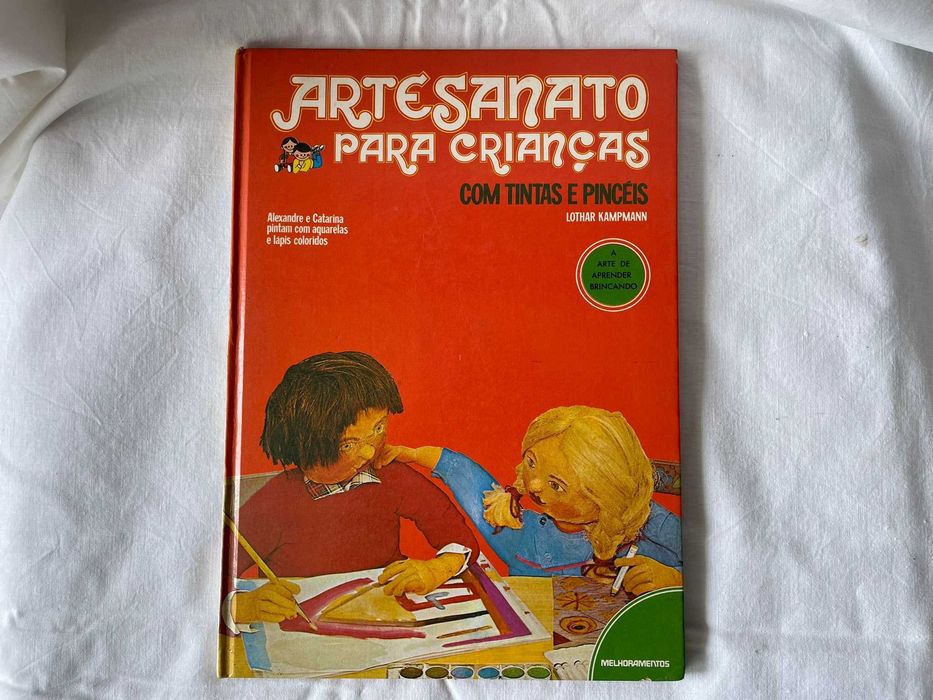 ARTESANATO
PARA CRIANÇAS
COM TINTAS E PINCÉIS
LOTHAR KAMPMANN
Alexandre e Catarina
pintam com aquarelas
e lápis coloridos
A
ARTE DE
APRENDER
BRINCANDO
MELHORAMENTOS